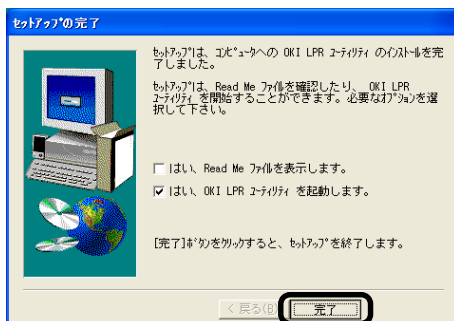 ｾｯﾄｱｯﾌﾟの完了
ｾｯﾄｱｯﾌﾟは、ｺﾝﾋﾟｭｰﾀへの OKI LPR ﾕｰﾃｨﾘﾃｨ のｲﾝｽﾄｰﾙを完
了しました。
ｾｯﾄｱｯﾌﾟは、Read Me ﾌｧｲﾙを確認したり、 OKI LPR
ﾕｰﾃｨﾘﾃｨ を開始することができます。必要なｵﾌﾟｼｮﾝを選
択して下さい。
はい、Read Me ﾌｧｲﾙを表示します。
はい、OKI LPR ﾕｰﾃｨﾘﾃｨ を起動します。
[完了]ﾎﾞﾀﾝをｸﾘｯｸすると、ｾｯﾄｱｯﾌﾟを終了します。
< 戻る(B)
完了